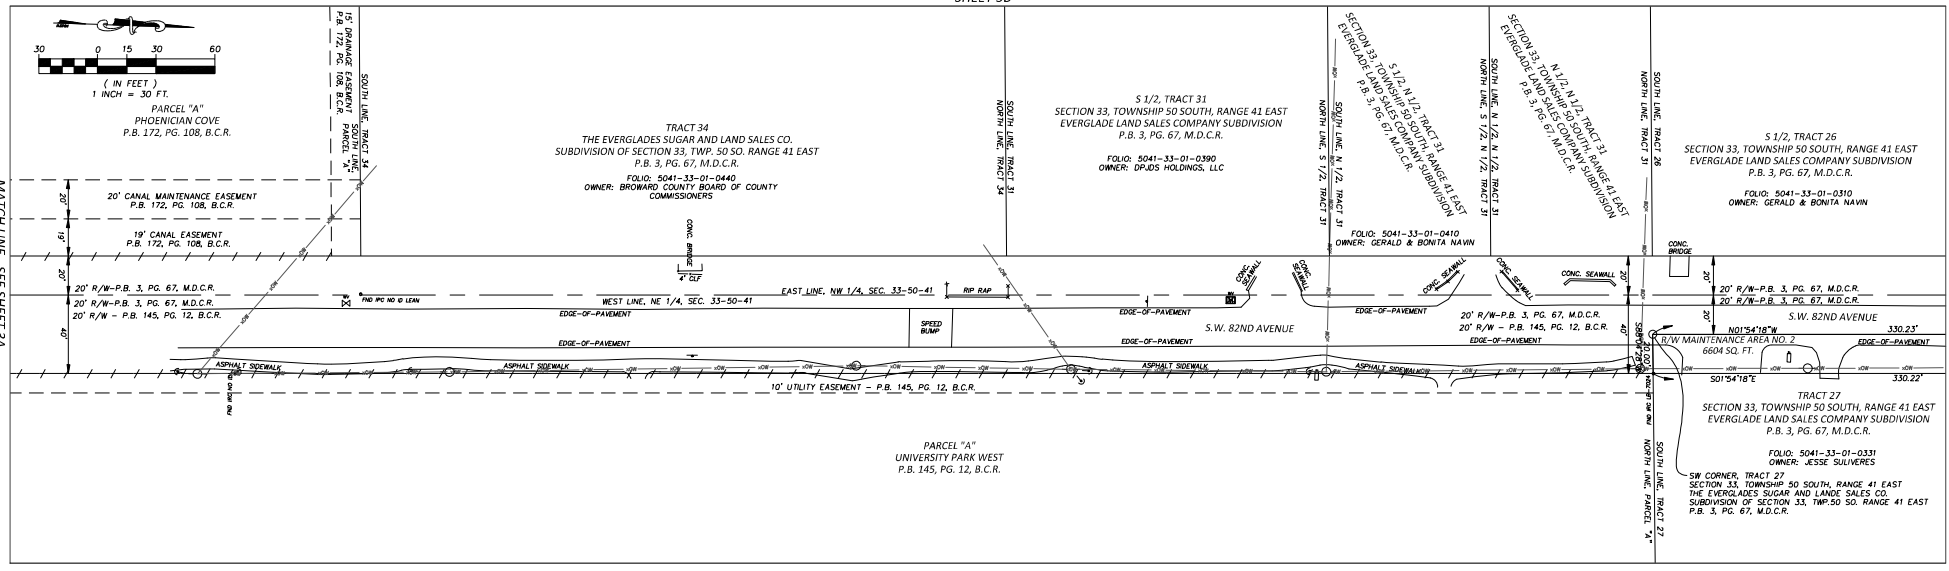 30 0 15 30 60
( IN FEET )
1 INCH = 30 FT.
PARCEL "A"
PHOENICIAN COVE
P.B. 172, PG. 108, B.C.R.
15' DRAINAGE EASEMENT
P.B. 172, PG. 108, B.C.R.
SOUTH LINE,
PARCEL "A"
SOUTH LINE, TRACT 34
20' CANAL MAINTENANCE EASEMENT
P.B. 172, PG. 108, B.C.R.
20'
19' CANAL EASEMENT
P.B. 172, PG. 108, B.C.R.
19'
20'
40'
20' R/W-P.B. 3, PG. 67, M.D.C.R.
20' R/W-P.B. 3, PG. 67, M.D.C.R.
20' R/W - P.B. 145, PG. 12, B.C.R.
TRACT 34
THE EVERGLADES SUGAR AND LAND SALES CO.
SUBDIVISION OF SECTION 33, TWP. 50 SO. RANGE 41 EAST
P.B. 3, PG. 67, M.D.C.R.
FOLIO: 5041-33-01-0440
OWNER: BROWARD COUNTY BOARD OF COUNTY
COMMISSIONERS
CONC. BRIDGE
4' CLF
FND IPC NO ID LEAN
WEST LINE, NE 1/4, SEC. 33-50-41
EAST LINE, NW 1/4, SEC. 33-50-41
RIP RAP
EDGE-OF-PAVEMENT
SPEED
BUMP
EDGE-OF-PAVEMENT
ASPHALT SIDEWALK
ASPHALT SIDEWALK
10' UTILITY EASEMENT - P.B. 145, PG. 12, B.C.R.
PARCEL "A"
UNIVERSITY PARK WEST
P.B. 145, PG. 12, B.C.R.
SOUTH LINE, TRACT 31
NORTH LINE, TRACT 34
S 1/2, TRACT 31
SECTION 33, TOWNSHIP 50 SOUTH, RANGE 41 EAST
EVERGLADE LAND SALES COMPANY SUBDIVISION
P.B. 3, PG. 67, M.D.C.R.
FOLIO: 5041-33-01-0390
OWNER: DPJDS HOLDINGS, LLC
SOUTH LINE, N 1/2, TRACT 31
NORTH LINE, S 1/2, TRACT 31
S 1/2, N 1/2, TRACT 31
SECTION 33, TOWNSHIP 50 SOUTH, RANGE 41 EAST
EVERGLADE LAND SALES COMPANY SUBDIVISION
P.B. 3, PG. 67, M.D.C.R.
FOLIO: 5041-33-01-0410
OWNER: GERALD & BONITA NAVIN
SOUTH LINE, N 1/2, N 1/2, TRACT 31
NORTH LINE, S 1/2, N 1/2, TRACT 31
N 1/2, N 1/2, TRACT 31
SECTION 33, TOWNSHIP 50 SOUTH, RANGE 41 EAST
EVERGLADE LAND SALES COMPANY SUBDIVISION
P.B. 3, PG. 67, M.D.C.R.
SOUTH LINE, TRACT 26
NORTH LINE, TRACT 31
S 1/2, TRACT 26
SECTION 33, TOWNSHIP 50 SOUTH, RANGE 41 EAST
EVERGLADE LAND SALES COMPANY SUBDIVISION
P.B. 3, PG. 67, M.D.C.R.
FOLIO: 5041-33-01-0310
OWNER: GERALD & BONITA NAVIN
CONC.
SEAWALL
CONC.
SEAWALL
CONC. SEAWALL
CONC.
SEAWALL
CONC. SEAWALL
CONC.
BRIDGE
EDGE-OF-PAVEMENT
S.W. 82ND AVENUE
EDGE-OF-PAVEMENT
EDGE-OF-PAVEMENT
ASPHALT SIDEWALK
ASPHALT SIDEWALK
20' R/W-P.B. 3, PG. 67, M.D.C.R.
20' R/W - P.B. 145, PG. 12, B.C.R.
20'
40'
20'
20'
20' R/W-P.B. 3, PG. 67, M.D.C.R.
20' R/W-P.B. 3, PG. 67, M.D.C.R.
S.W. 82ND AVENUE
N01°54'18"W 330.23'
R/W MAINTENANCE AREA NO. 2
6604 SQ. FT.
EDGE-OF-PAVEMENT
20.00'
S01°54'18"E 330.22'
TRACT 27
SECTION 33, TOWNSHIP 50 SOUTH, RANGE 41 EAST
EVERGLADE LAND SALES COMPANY SUBDIVISION
P.B. 3, PG. 67, M.D.C.R.
FOLIO: 5041-33-01-0331
OWNER: JESSE SULIVERES
SW CORNER, TRACT 27
SECTION 33, TOWNSHIP 50 SOUTH, RANGE 41 EAST
THE EVERGLADES SUGAR AND LANDE SALES CO.
SUBDIVISION OF SECTION 33, TWP.50 SO. RANGE 41 EAST
P.B. 3, PG. 67, M.D.C.R.
SOUTH LINE, TRACT 27
NORTH LINE, PARCEL "A"